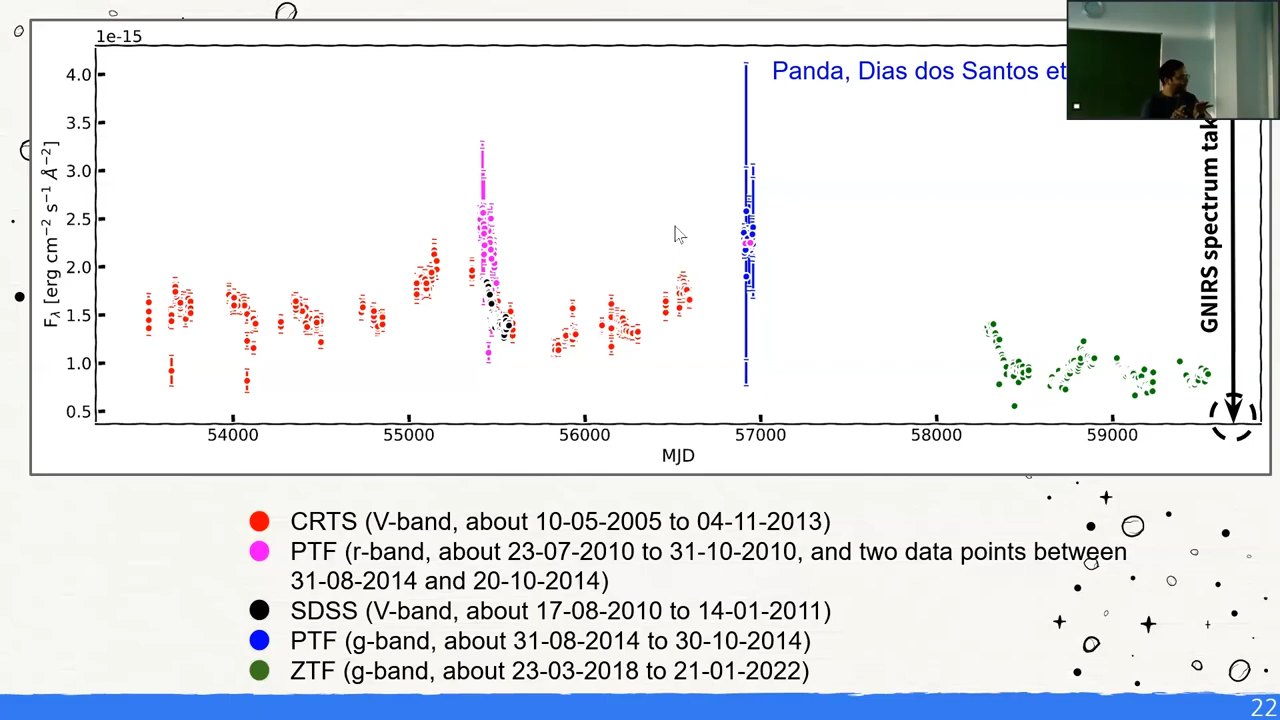 1e-15
4.0
3.5
3.0
2.5
2.0
1.5
1.0
0.5
Fλ [erg cm⁻² s⁻¹ Å⁻²]
Panda, Dias dos Santos et
GNIRS spectrum tak
54000 55000 56000 57000 58000 59000
MJD
CRTS (V-band, about 10-05-2005 to 04-11-2013)
PTF (r-band, about 23-07-2010 to 31-10-2010, and two data points between
31-08-2014 and 20-10-2014)
SDSS (V-band, about 17-08-2010 to 14-01-2011)
PTF (g-band, about 31-08-2014 to 30-10-2014)
ZTF (g-band, about 23-03-2018 to 21-01-2022)
22